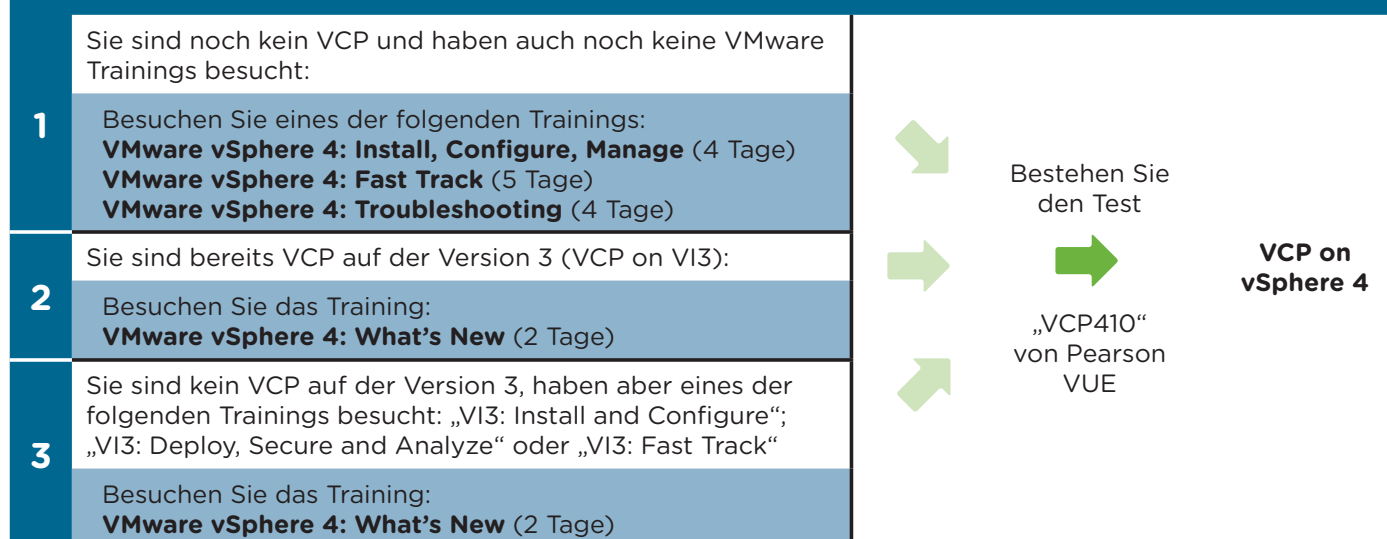 1
Sie sind noch kein VCP und haben auch noch keine VMware
Trainings besucht:
Besuchen Sie eines der folgenden Trainings:
VMware vSphere 4: Install, Configure, Manage (4 Tage)
VMware vSphere 4: Fast Track (5 Tage)
VMware vSphere 4: Troubleshooting (4 Tage)
2
Sie sind bereits VCP auf der Version 3 (VCP on VI3):
Besuchen Sie das Training:
VMware vSphere 4: What’s New (2 Tage)
3
Sie sind kein VCP auf der Version 3, haben aber eines der
folgenden Trainings besucht: „VI3: Install and Configure“;
„VI3: Deploy, Secure and Analyze“ oder „VI3: Fast Track“
Besuchen Sie das Training:
VMware vSphere 4: What’s New (2 Tage)
Bestehen Sie
den Test
„VCP410“
von Pearson
VUE
VCP on
vSphere 4